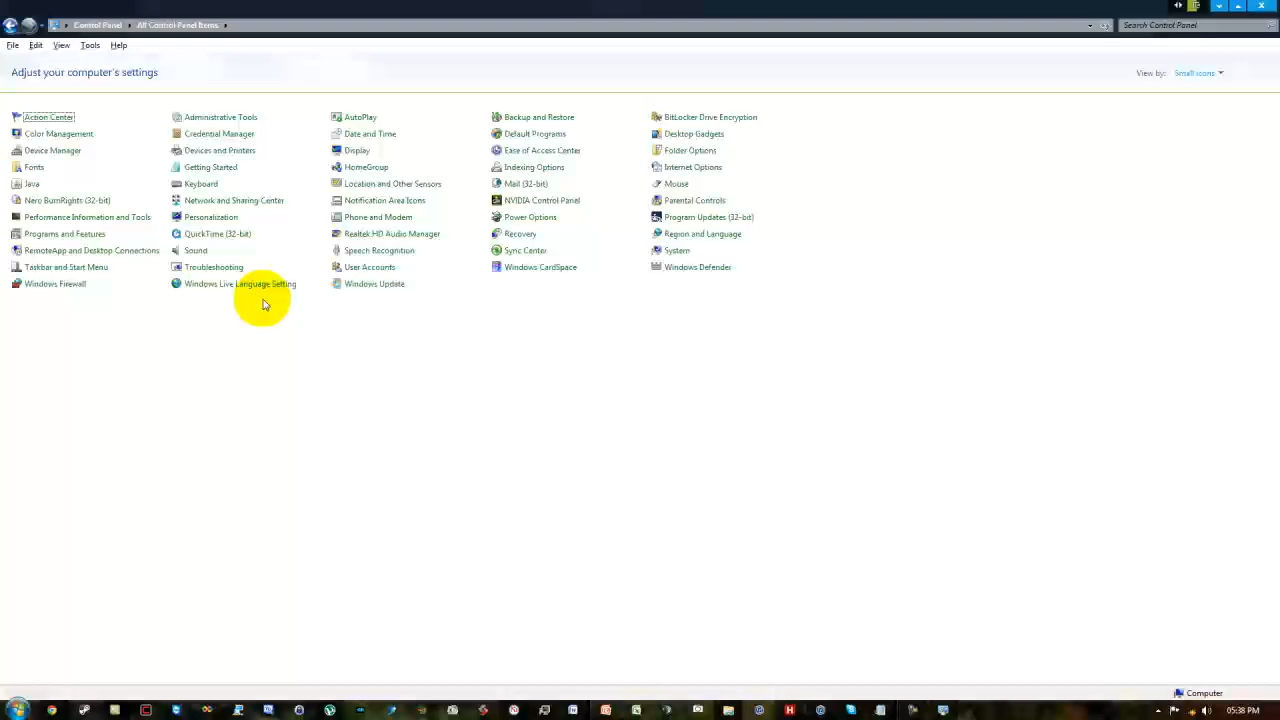 Control Panel ▸ All Control Panel Items ▸
Search Control Panel
File Edit View Tools Help
Adjust your computer's settings
View by: Small icons
Action Center Administrative Tools AutoPlay Backup and Restore BitLocker Drive Encryption
Color Management Credential Manager Date and Time Default Programs Desktop Gadgets
Device Manager Devices and Printers Display Ease of Access Center Folder Options
Fonts Getting Started HomeGroup Indexing Options Internet Options
Java Keyboard Location and Other Sensors Mail (32-bit) Mouse
Nero BurnRights (32-bit) Network and Sharing Center Notification Area Icons NVIDIA Control Panel Parental Controls
Performance Information and Tools Personalization Phone and Modem Power Options Program Updates (32-bit)
Programs and Features QuickTime (32-bit) Realtek HD Audio Manager Recovery Region and Language
RemoteApp and Desktop Connections Sound Speech Recognition Sync Center System
Taskbar and Start Menu Troubleshooting User Accounts Windows CardSpace Windows Defender
Windows Firewall Windows Live Language Setting Windows Update
Computer
05:38 PM